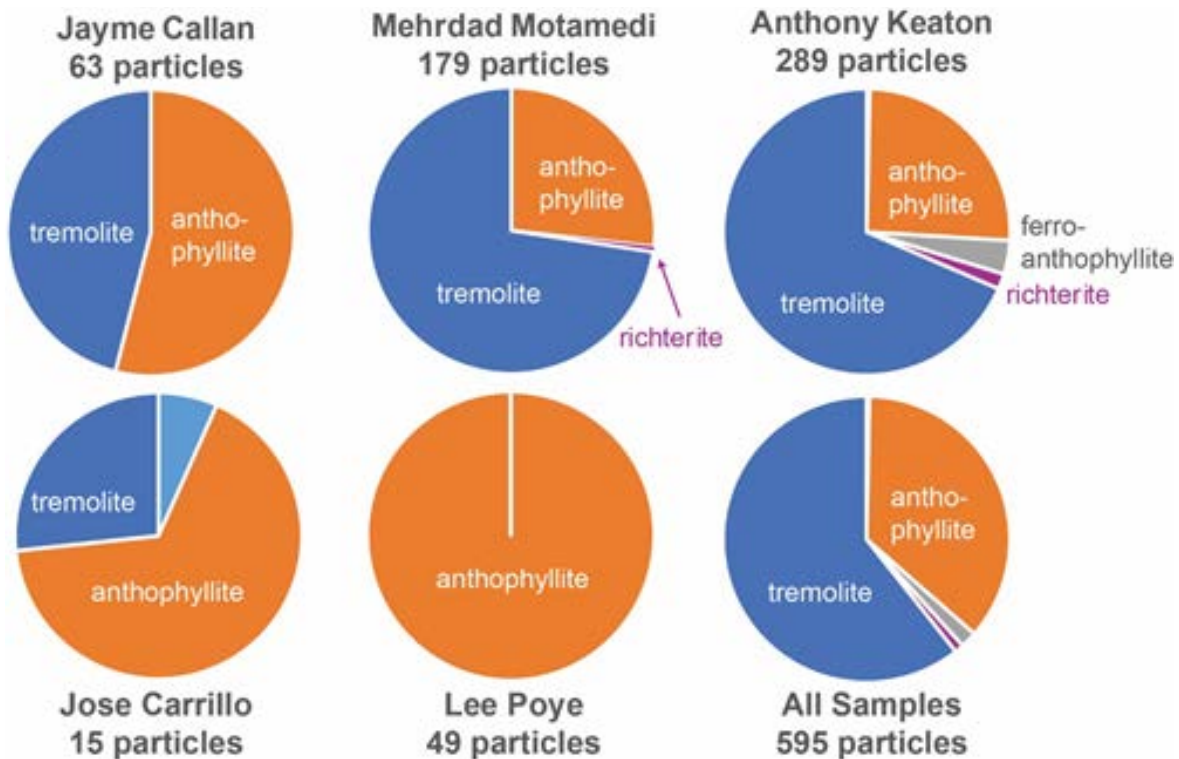 Jayme Callan
63 particles
tremolite
antho-
phyllite
Mehrdad Motamedi
179 particles
antho-
phyllite
tremolite
richterite
Anthony Keaton
289 particles
antho-
phyllite
ferro-
anthophyllite
richterite
tremolite
tremolite
anthophyllite
Jose Carrillo
15 particles
anthophyllite
Lee Poye
49 particles
antho-
phyllite
tremolite
All Samples
595 particles